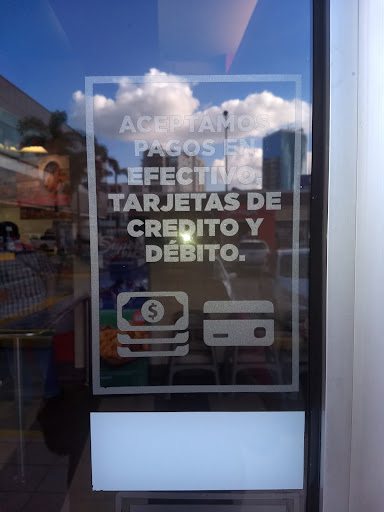 ACEPTAMOS
PAGOS EN
EFECTIVO,
TARJETAS DE
CREDITO Y
DÉBITO.
$